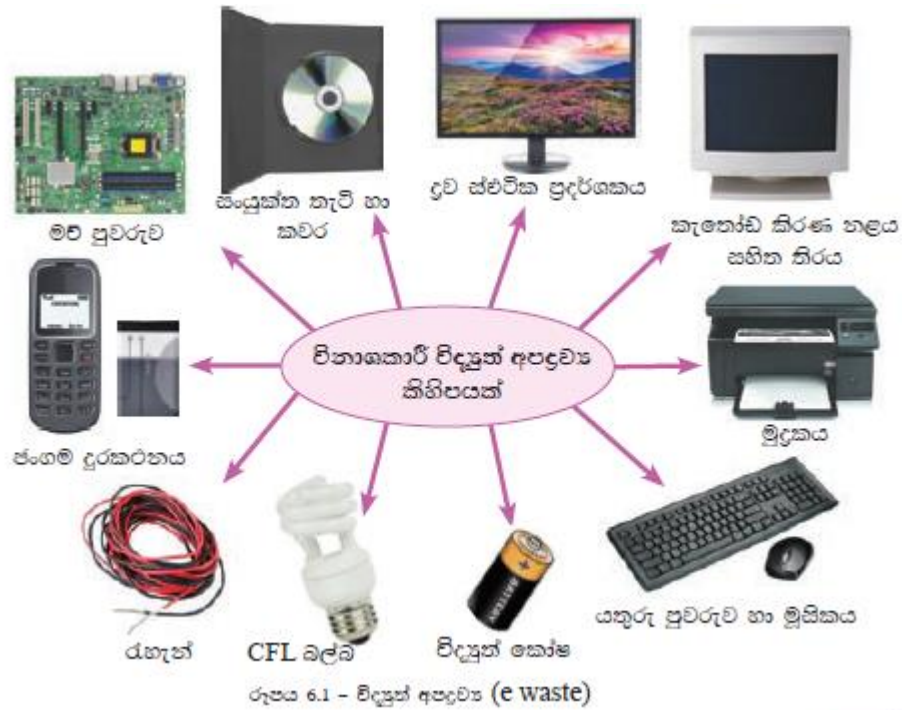 මව් පුවරුව
සංයුක්ත තැටි හා
කවර
ද්‍රව ස්ඵටික ප්‍රදර්ශකය
කැතෝඩ කිරණ නළය
සහිත තිරය
විනාශකාරී විද්‍යුත් අපද්‍රව්‍ය
කිහිපයක්
ජංගම දුරකථනය
මුද්‍රකය
BATTERY
රැහැන්
CFL බල්බ
විද්‍යුත් කෝෂ
යතුරු පුවරුව හා මූසිකය
රූපය 6.1 – විද්‍යුත් අපද්‍රව්‍ය (e waste)